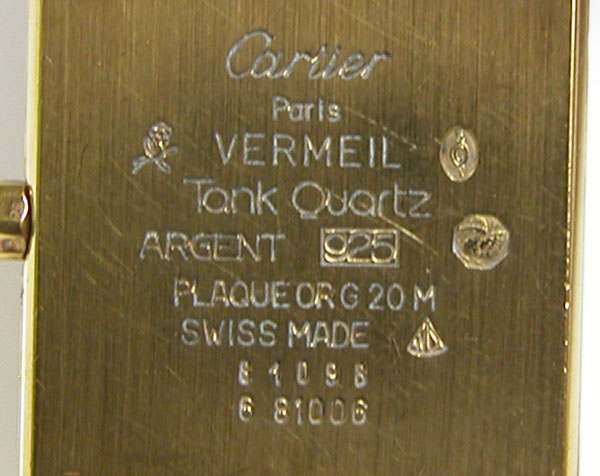 Cartier
Paris
VERMEIL
Tank Quartz
ARGENT 925
PLAQUE OR G 20 M
SWISS MADE
81098
6 81006